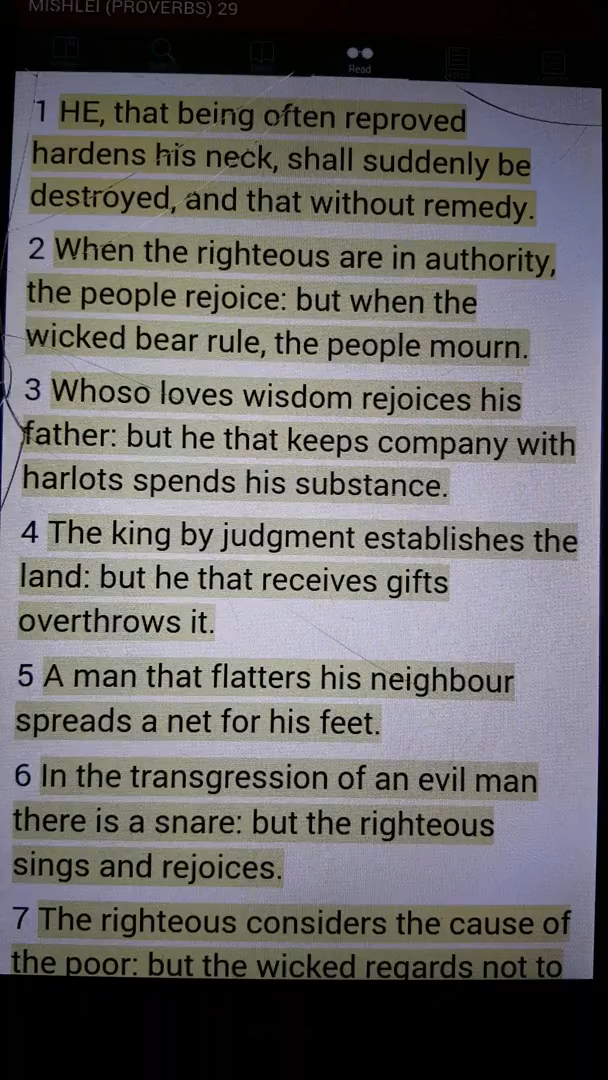 MISHLEI (PROVERBS) 29
Read
1 HE, that being often reproved
hardens his neck, shall suddenly be
destroyed, and that without remedy.
2 When the righteous are in authority,
the people rejoice: but when the
wicked bear rule, the people mourn.
3 Whoso loves wisdom rejoices his
father: but he that keeps company with
harlots spends his substance.
4 The king by judgment establishes the
land: but he that receives gifts
overthrows it.
5 A man that flatters his neighbour
spreads a net for his feet.
6 In the transgression of an evil man
there is a snare: but the righteous
sings and rejoices.
7 The righteous considers the cause of
the poor: but the wicked regards not to